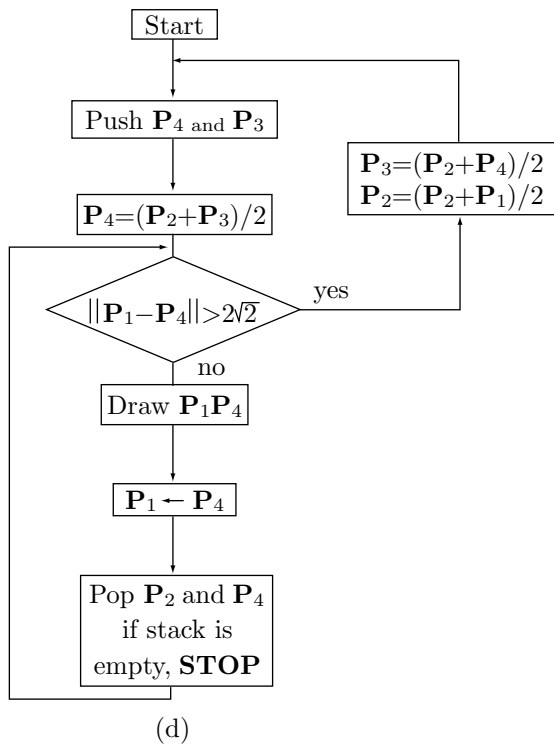 Start
Push P₄ and P₃
P₄=(P₂+P₃)/2
||P₁−P₄||>2√2
yes
P₃=(P₂+P₄)/2
P₂=(P₂+P₁)/2
no
Draw P₁P₄
P₁ ← P₄
Pop P₂ and P₄
if stack is
empty, STOP
(d)